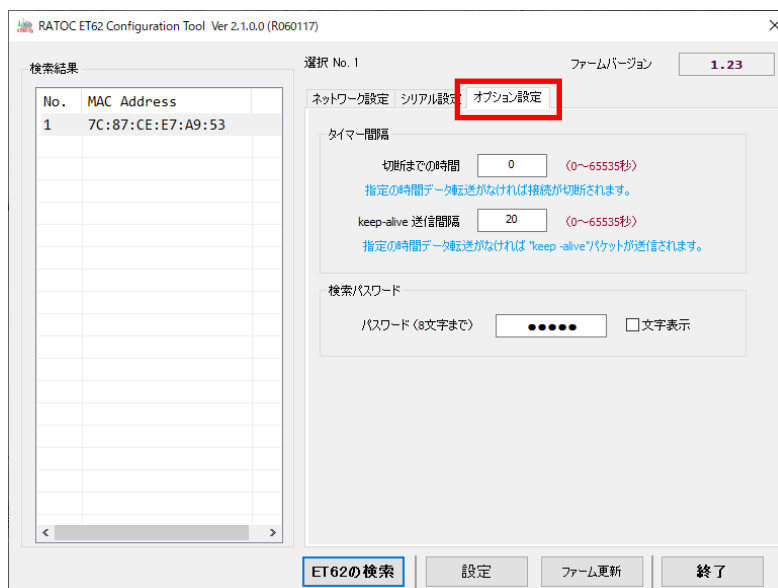 RATOC ET62 Configuration Tool Ver 2.1.0.0 (R060117)
検索結果
選択 No. 1
ファームバージョン
1.23
No. MAC Address
1 7C:87:CE:E7:A9:53
ネットワーク設定 シリアル設定 オプション設定
タイマー間隔
切断までの時間 0 (0～65535秒)
指定の時間データ転送がなければ接続が切断されます。
keep-alive 送信間隔 20 (0～65535秒)
指定の時間データ転送がなければ "keep -alive"パケットが送信されます。
検索パスワード
パスワード (8文字まで) ●●●●● 文字表示
ET62の検索 設定 ファーム更新 終了